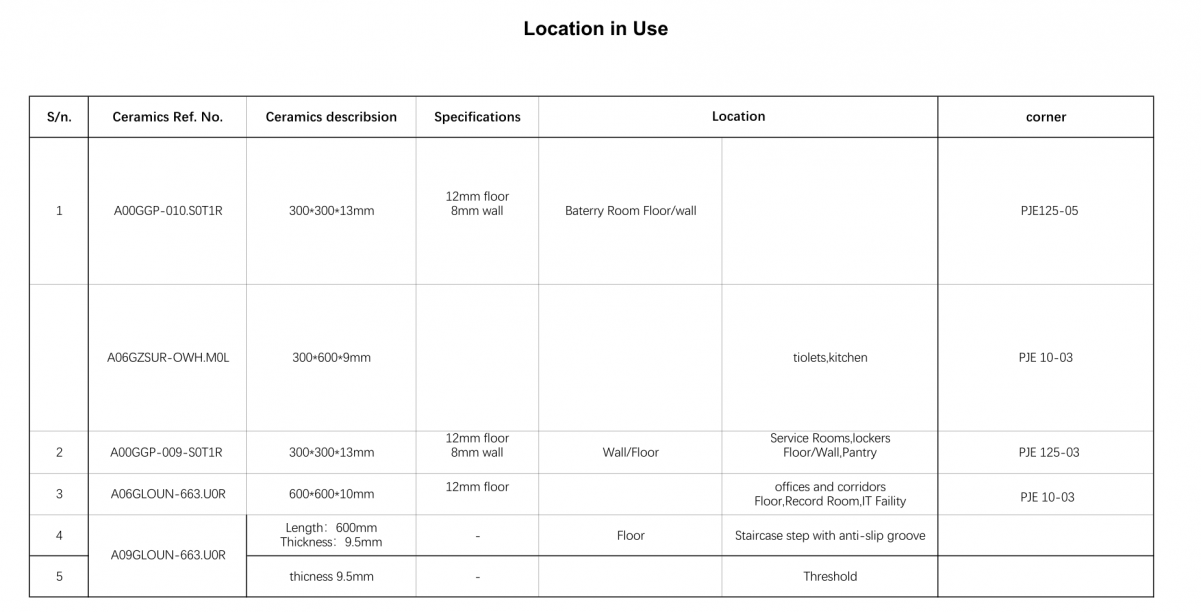 Location in Use
S/n. Ceramics Ref. No. Ceramics describsion Specifications Location corner
1 A00GGP-010.S0T1R 300*300*13mm 12mm floor Baterry Room Floor/wall PJE125-05
8mm wall
A06GZSUR-OWH.M0L 300*600*9mm tiolets,kitchen PJE 10-03
2 A00GGP-009-S0T1R 300*300*13mm 12mm floor Wall/Floor Service Rooms,lockers PJE 125-03
8mm wall Floor/Wall,Pantry
3 A06GLOUN-663.U0R 600*600*10mm 12mm floor offices and corridors PJE 10-03
Floor,Record Room,IT Faility
4 A09GLOUN-663.U0R Length: 600mm - Floor Staircase step with anti-slip groove
Thickness: 9.5mm
5 thicness 9.5mm - Threshold